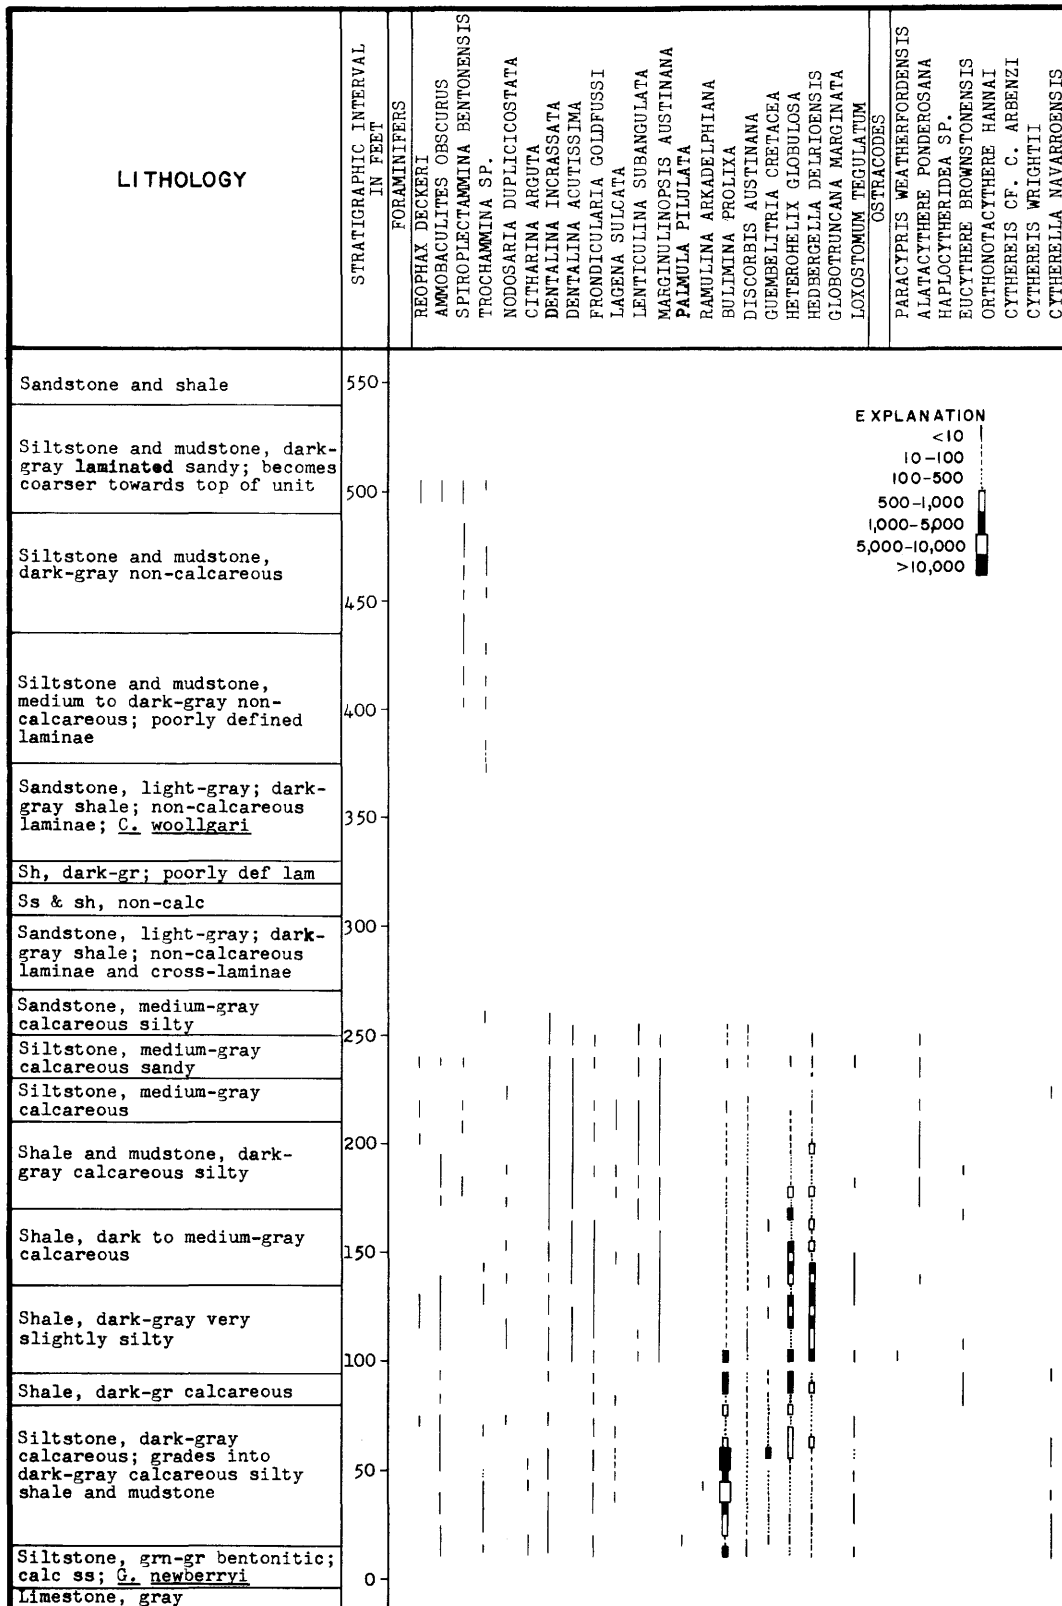 LITHOLOGY
STRATIGRAPHIC INTERVAL
IN FEET
FORAMINIFERS
REOPHAX DECKERI
AMMOBACULITES OBSCURUS
SPIROPLECTAMMINA BENTONENSIS
TROCHAMMINA SP.
NODOSARIA DUPLICICOSTATA
CITHARINA ARGUTA
DENTALINA INCRASSATA
DENTALINA ACUTISSIMA
FRONDICULARIA GOLDFUSSI
LAGENA SULCATA
LENTICULINA SUBANGULATA
MARGINULINOPSIS AUSTINANA
PALMULA PILULATA
RAMULINA ARKADELPHIANA
BULIMINA PROLIXA
DISCORBIS AUSTINANA
GUEMBELITRIA CRETACEA
HETEROHELIX GLOBULOSA
HEDBERGELLA DELRIOENSIS
GLOBOTRUNCANA MARGINATA
LOXOSTOMUM TEGULATUM
OSTRACODES
PARACYPRIS WEATHERFORDENSIS
ALATACYTHERE PONDEROSANA
HAPLOCYTHERIDEA SP.
EUCYTHERE BROWNSTONENSIS
ORTHONOTACYTHERE HANNAI
CYTHEREIS CF. C. ARBENZI
CYTHEREIS WRIGHTII
CYTHERELLA NAVARROENSIS
Sandstone and shale
550
EXPLANATION
<10
10-100
100-500
500-1,000
1,000-5,000
5,000-10,000
>10,000
Siltstone and mudstone, dark-
gray laminated sandy; becomes
coarser towards top of unit
500
Siltstone and mudstone,
dark-gray non-calcareous
450
Siltstone and mudstone,
medium to dark-gray non-
calcareous; poorly defined
laminae
400
Sandstone, light-gray; dark-
gray shale; non-calcareous
laminae; C. woollgari
350
Sh, dark-gr; poorly def lam
Ss & sh, non-calc
300
Sandstone, light-gray; dark-
gray shale; non-calcareous
laminae and cross-laminae
Sandstone, medium-gray
calcareous silty
250
Siltstone, medium-gray
calcareous sandy
Siltstone, medium-gray
calcareous
200
Shale and mudstone, dark-
gray calcareous silty
Shale, dark to medium-gray
calcareous
150
Shale, dark-gray very
slightly silty
100
Shale, dark-gr calcareous
Siltstone, dark-gray
calcareous; grades into
dark-gray calcareous silty
shale and mudstone
50
Siltstone, grn-gr bentonitic;
calc ss; G. newberryi
0
Limestone, gray